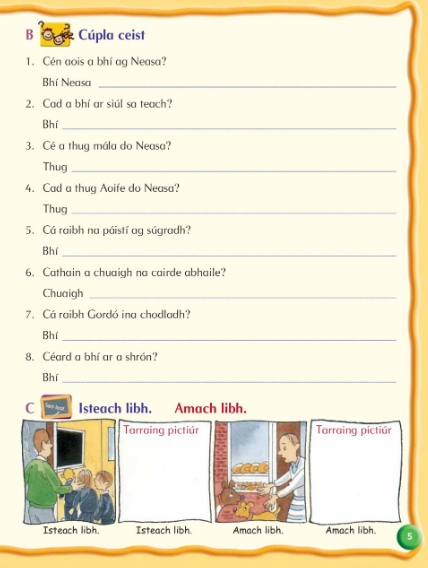 B Cúpla ceist
1. Cén aois a bhí ag Neasa?
Bhí Neasa
2. Cad a bhí ar siúl sa teach?
Bhí
3. Cé a thug mála do Neasa?
Thug
4. Cad a thug Aoife do Neasa?
Thug
5. Cá raibh na páistí ag súgradh?
Bhí
6. Cathain a chuaigh na cairde abhaile?
Chuaigh
7. Cá raibh Gordó ina chodladh?
Bhí
8. Céard a bhí ar a shrón?
Bhí
C Isteach libh. Amach libh.
Tarraing pictiúr Tarraing pictiúr
Isteach libh. Isteach libh. Amach libh. Amach libh.
5